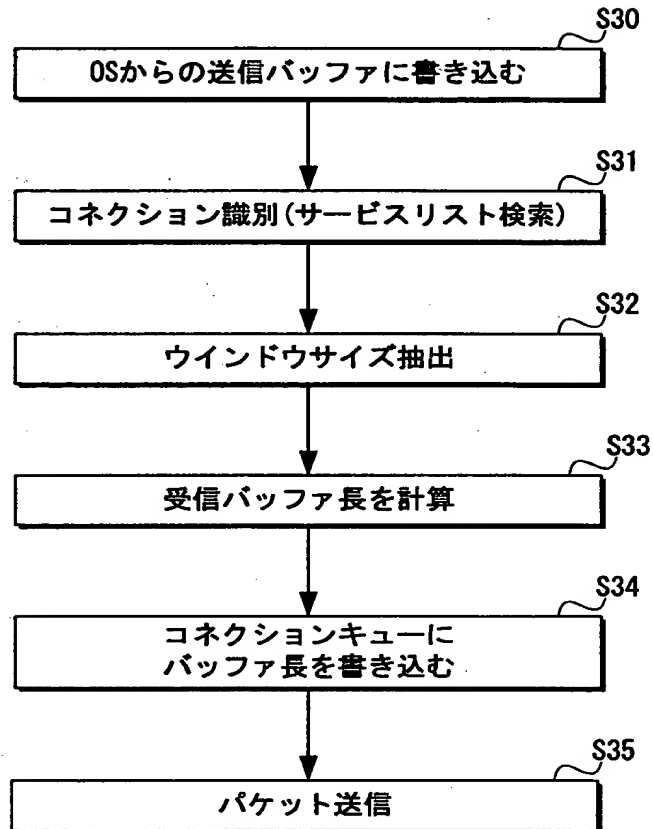 S30
OSからの送信バッファに書き込む
S31
コネクション識別(サービスリスト検索)
S32
ウインドウサイズ抽出
S33
受信バッファ長を計算
S34
コネクションキューに
バッファ長を書き込む
S35
パケット送信